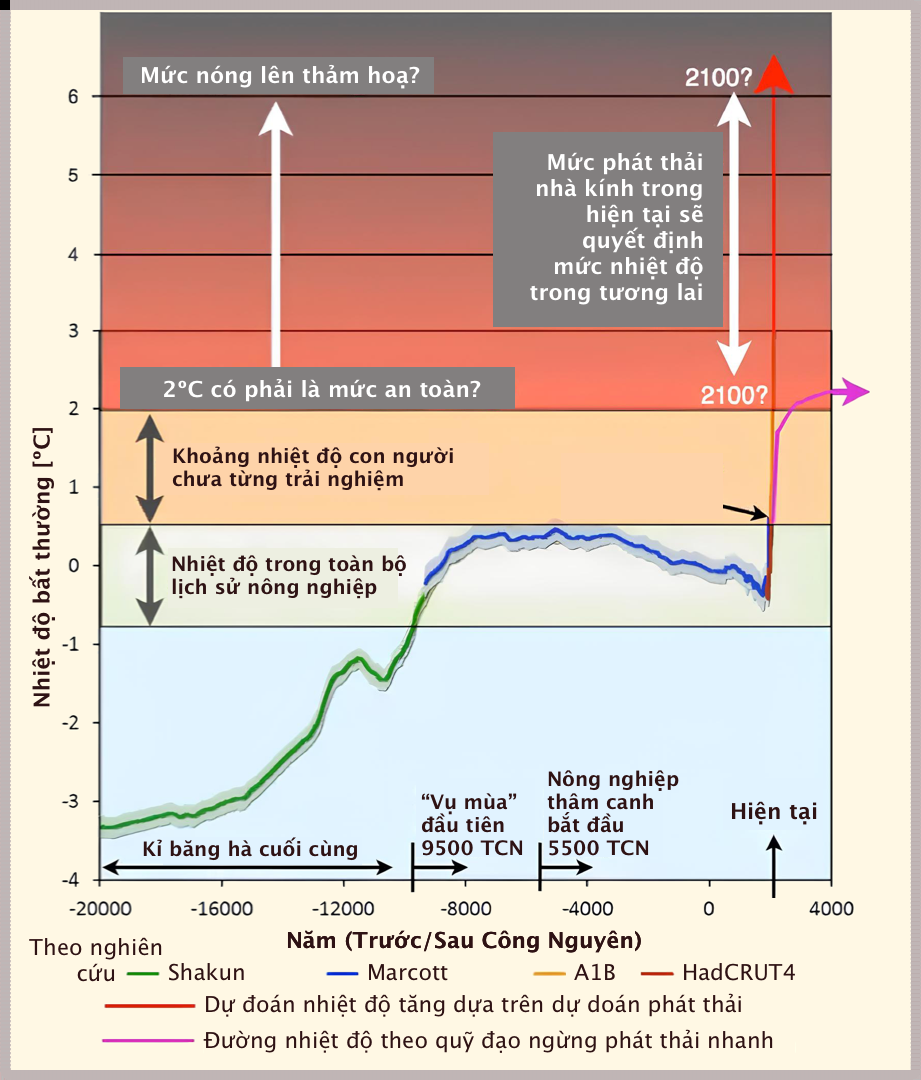 Mức nóng lên thảm hoạ?
2100?
Mức phát thải
nhà kính trong
hiện tại sẽ
quyết định
mức nhiệt độ
trong tương lai
2ºC có phải là mức an toàn?
2100?
Khoảng nhiệt độ con người
chưa từng trải nghiệm
Nhiệt độ trong toàn bộ
lịch sử nông nghiệp
Nhiệt độ bất thường [ºC]
6
5
4
3
2
1
0
-1
-2
-3
-4
Kỉ băng hà cuối cùng
“Vụ mùa”
đầu tiên
9500 TCN
Nông nghiệp
thâm canh
bắt đầu
5500 TCN
Hiện tại
-20000 -16000 -12000 -8000 -4000 0 4000
Năm (Trước/Sau Công Nguyên)
Theo nghiên
cứu Shakun Marcott A1B HadCRUT4
Dự đoán nhiệt độ tăng dựa trên dự doán phát thải
Đường nhiệt độ theo quỹ đạo ngừng phát thải nhanh